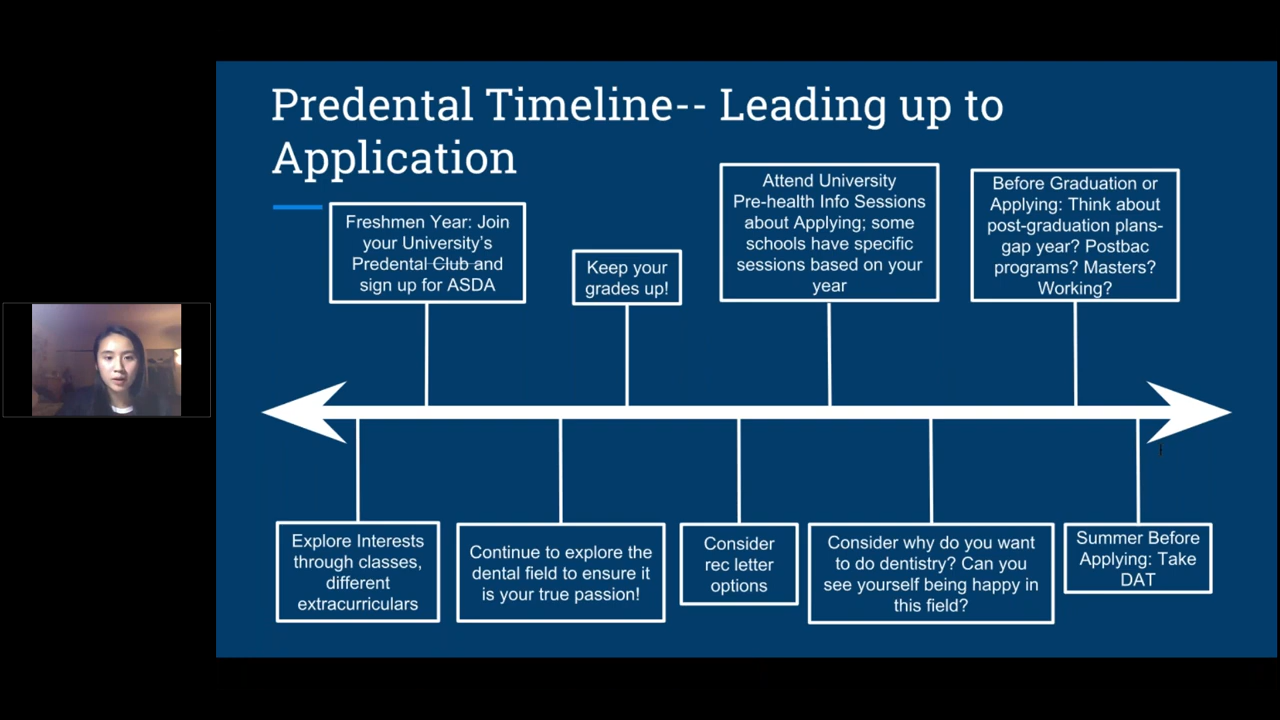 Predental Timeline-- Leading up to
Application
Freshmen Year: Join
your University's
Predental Club and
sign up for ASDA
Keep your
grades up!
Attend University
Pre-health Info Sessions
about Applying; some
schools have specific
sessions based on your
year
Before Graduation or
Applying: Think about
post-graduation plans-
gap year? Postbac
programs? Masters?
Working?
Explore Interests
through classes,
different
extracurriculars
Continue to explore the
dental field to ensure it
is your true passion!
Consider
rec letter
options
Consider why do you want
to do dentistry? Can you
see yourself being happy in
this field?
Summer Before
Applying: Take
DAT